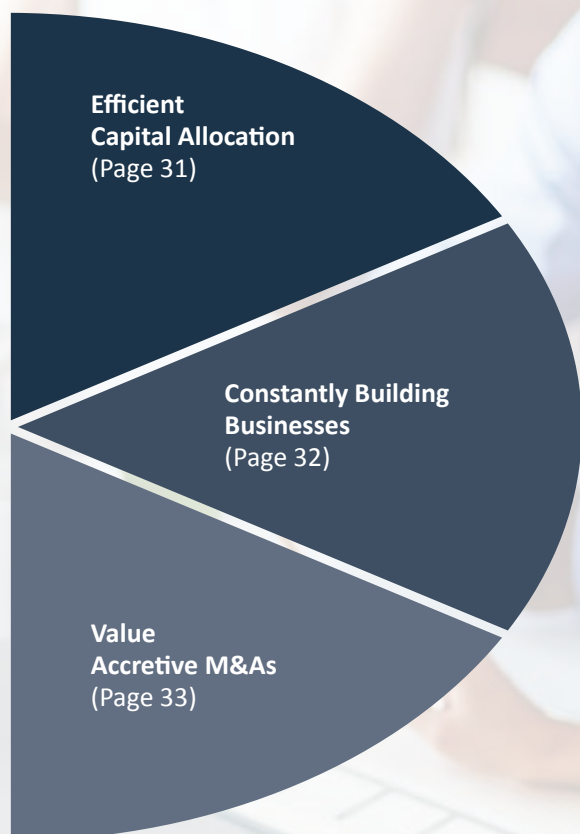 Efficient
Capital Allocation
(Page 31)
Constantly Building
Businesses
(Page 32)
Value
Accretive M&As
(Page 33)